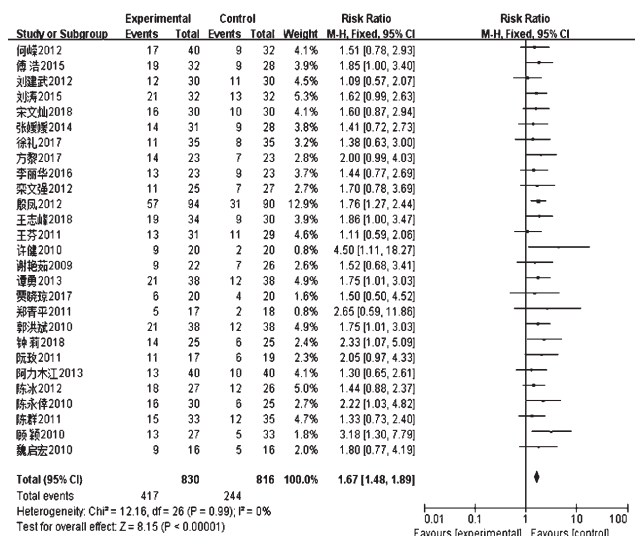 Experimental Control Risk Ratio Risk Ratio
Study or Subgroup Events Total Events Total Weight M-H, Fixed, 95% CI M-H, Fixed, 95% CI
何嵘2012 17 40 9 32 4.1% 1.51 [0.78, 2.93]
傅浩2015 19 32 9 28 4.0% 1.85 [1.00, 3.40]
刘建武2012 12 30 11 30 4.5% 1.09 [0.57, 2.07]
刘涛2015 21 32 13 32 5.4% 1.62 [0.99, 2.63]
宋文灿2018 16 30 10 30 4.1% 1.60 [0.87, 2.94]
张媛媛2014 14 31 9 28 3.9% 1.41 [0.72, 2.73]
徐礼2017 11 35 8 35 3.3% 1.38 [0.63, 3.00]
方黎2017 14 23 7 23 2.9% 2.00 [0.99, 4.03]
李丽华2016 13 23 9 23 3.7% 1.44 [0.77, 2.69]
栾文强2012 11 25 7 27 2.8% 1.70 [0.78, 3.69]
殷凤2012 57 94 31 90 12.9% 1.76 [1.27, 2.44]
王志峰2018 19 34 9 30 3.9% 1.86 [1.00, 3.47]
王芬2011 13 31 11 29 4.7% 1.11 [0.59, 2.06]
许健2010 9 20 2 20 0.8% 4.50 [1.11, 18.27]
谢艳茹2009 9 22 7 26 2.6% 1.52 [0.68, 3.41]
谭勇2013 21 38 12 38 4.9% 1.75 [1.01, 3.03]
贾晓琼2017 6 20 4 20 1.6% 1.50 [0.50, 4.52]
郑青平2011 5 17 2 18 0.8% 2.65 [0.59, 11.86]
郭洪斌2010 21 38 12 38 4.9% 1.75 [1.01, 3.03]
钟莉2018 14 25 6 25 2.5% 2.33 [1.07, 5.09]
阮玫2011 11 17 6 19 2.3% 2.05 [0.97, 4.33]
阿力木江2013 13 40 10 40 4.1% 1.30 [0.65, 2.61]
陈冰2012 18 27 12 26 5.0% 1.44 [0.88, 2.37]
陈永倖2010 16 30 6 25 2.7% 2.22 [1.03, 4.82]
陈群2011 15 33 12 35 4.8% 1.33 [0.73, 2.40]
顾颖2010 13 27 5 33 1.8% 3.18 [1.30, 7.79]
魏启宏2010 9 16 5 16 2.0% 1.80 [0.77, 4.19]
Total (95% CI) 830 816 100.0% 1.67 [1.48, 1.89]
Total events 417 244
Heterogeneity: Chi² = 12.16, df = 26 (P = 0.99); I² = 0%
Test for overall effect: Z = 8.15 (P < 0.00001)
0.01 0.1 1 10 100
Favours [experimental] Favours [control]